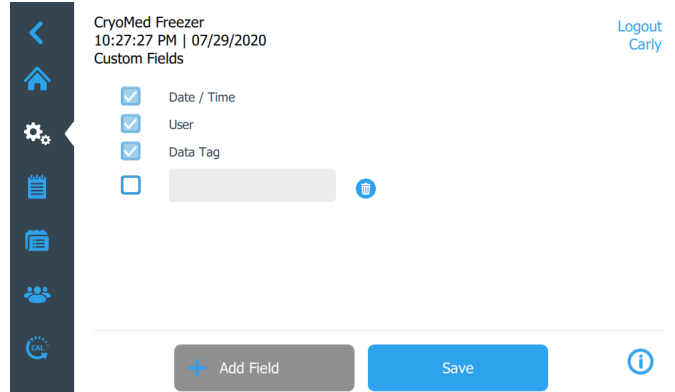 CryoMed Freezer
10:27:27 PM | 07/29/2020
Custom Fields
Logout
Carly
Date / Time
User
Data Tag
CAL
Add Field
Save